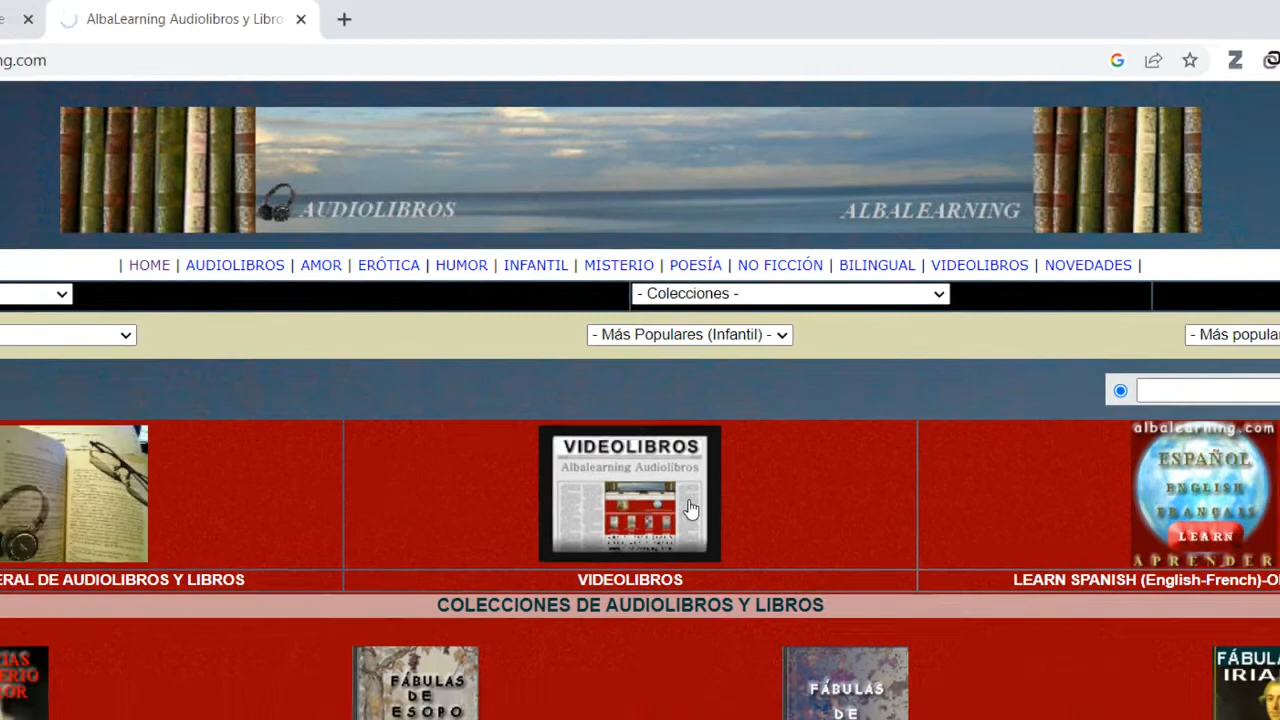 AlbaLearning Audiolibros y Libro
ng.com
AUDIOLIBROS
ALBALEARNING
| HOME | AUDIOLIBROS | AMOR | ERÓTICA | HUMOR | INFANTIL | MISTERIO | POESÍA | NO FICCIÓN | BILINGUAL | VIDEOLIBROS | NOVEDADES |
- Colecciones -
- Más Populares (Infantil) -
- Más popula
VIDEOLIBROS
Albalearning Audiolibros
albalearning.com
ESPAÑOL
ENGLISH
FRANÇAIS
LEARN
APRENDER
ERAL DE AUDIOLIBROS Y LIBROS
VIDEOLIBROS
LEARN SPANISH (English-French)-O
COLECCIONES DE AUDIOLIBROS Y LIBROS
FÁBULAS
DE
ESOPO
FÁBULAS
DE
FÁBULA
IRIA